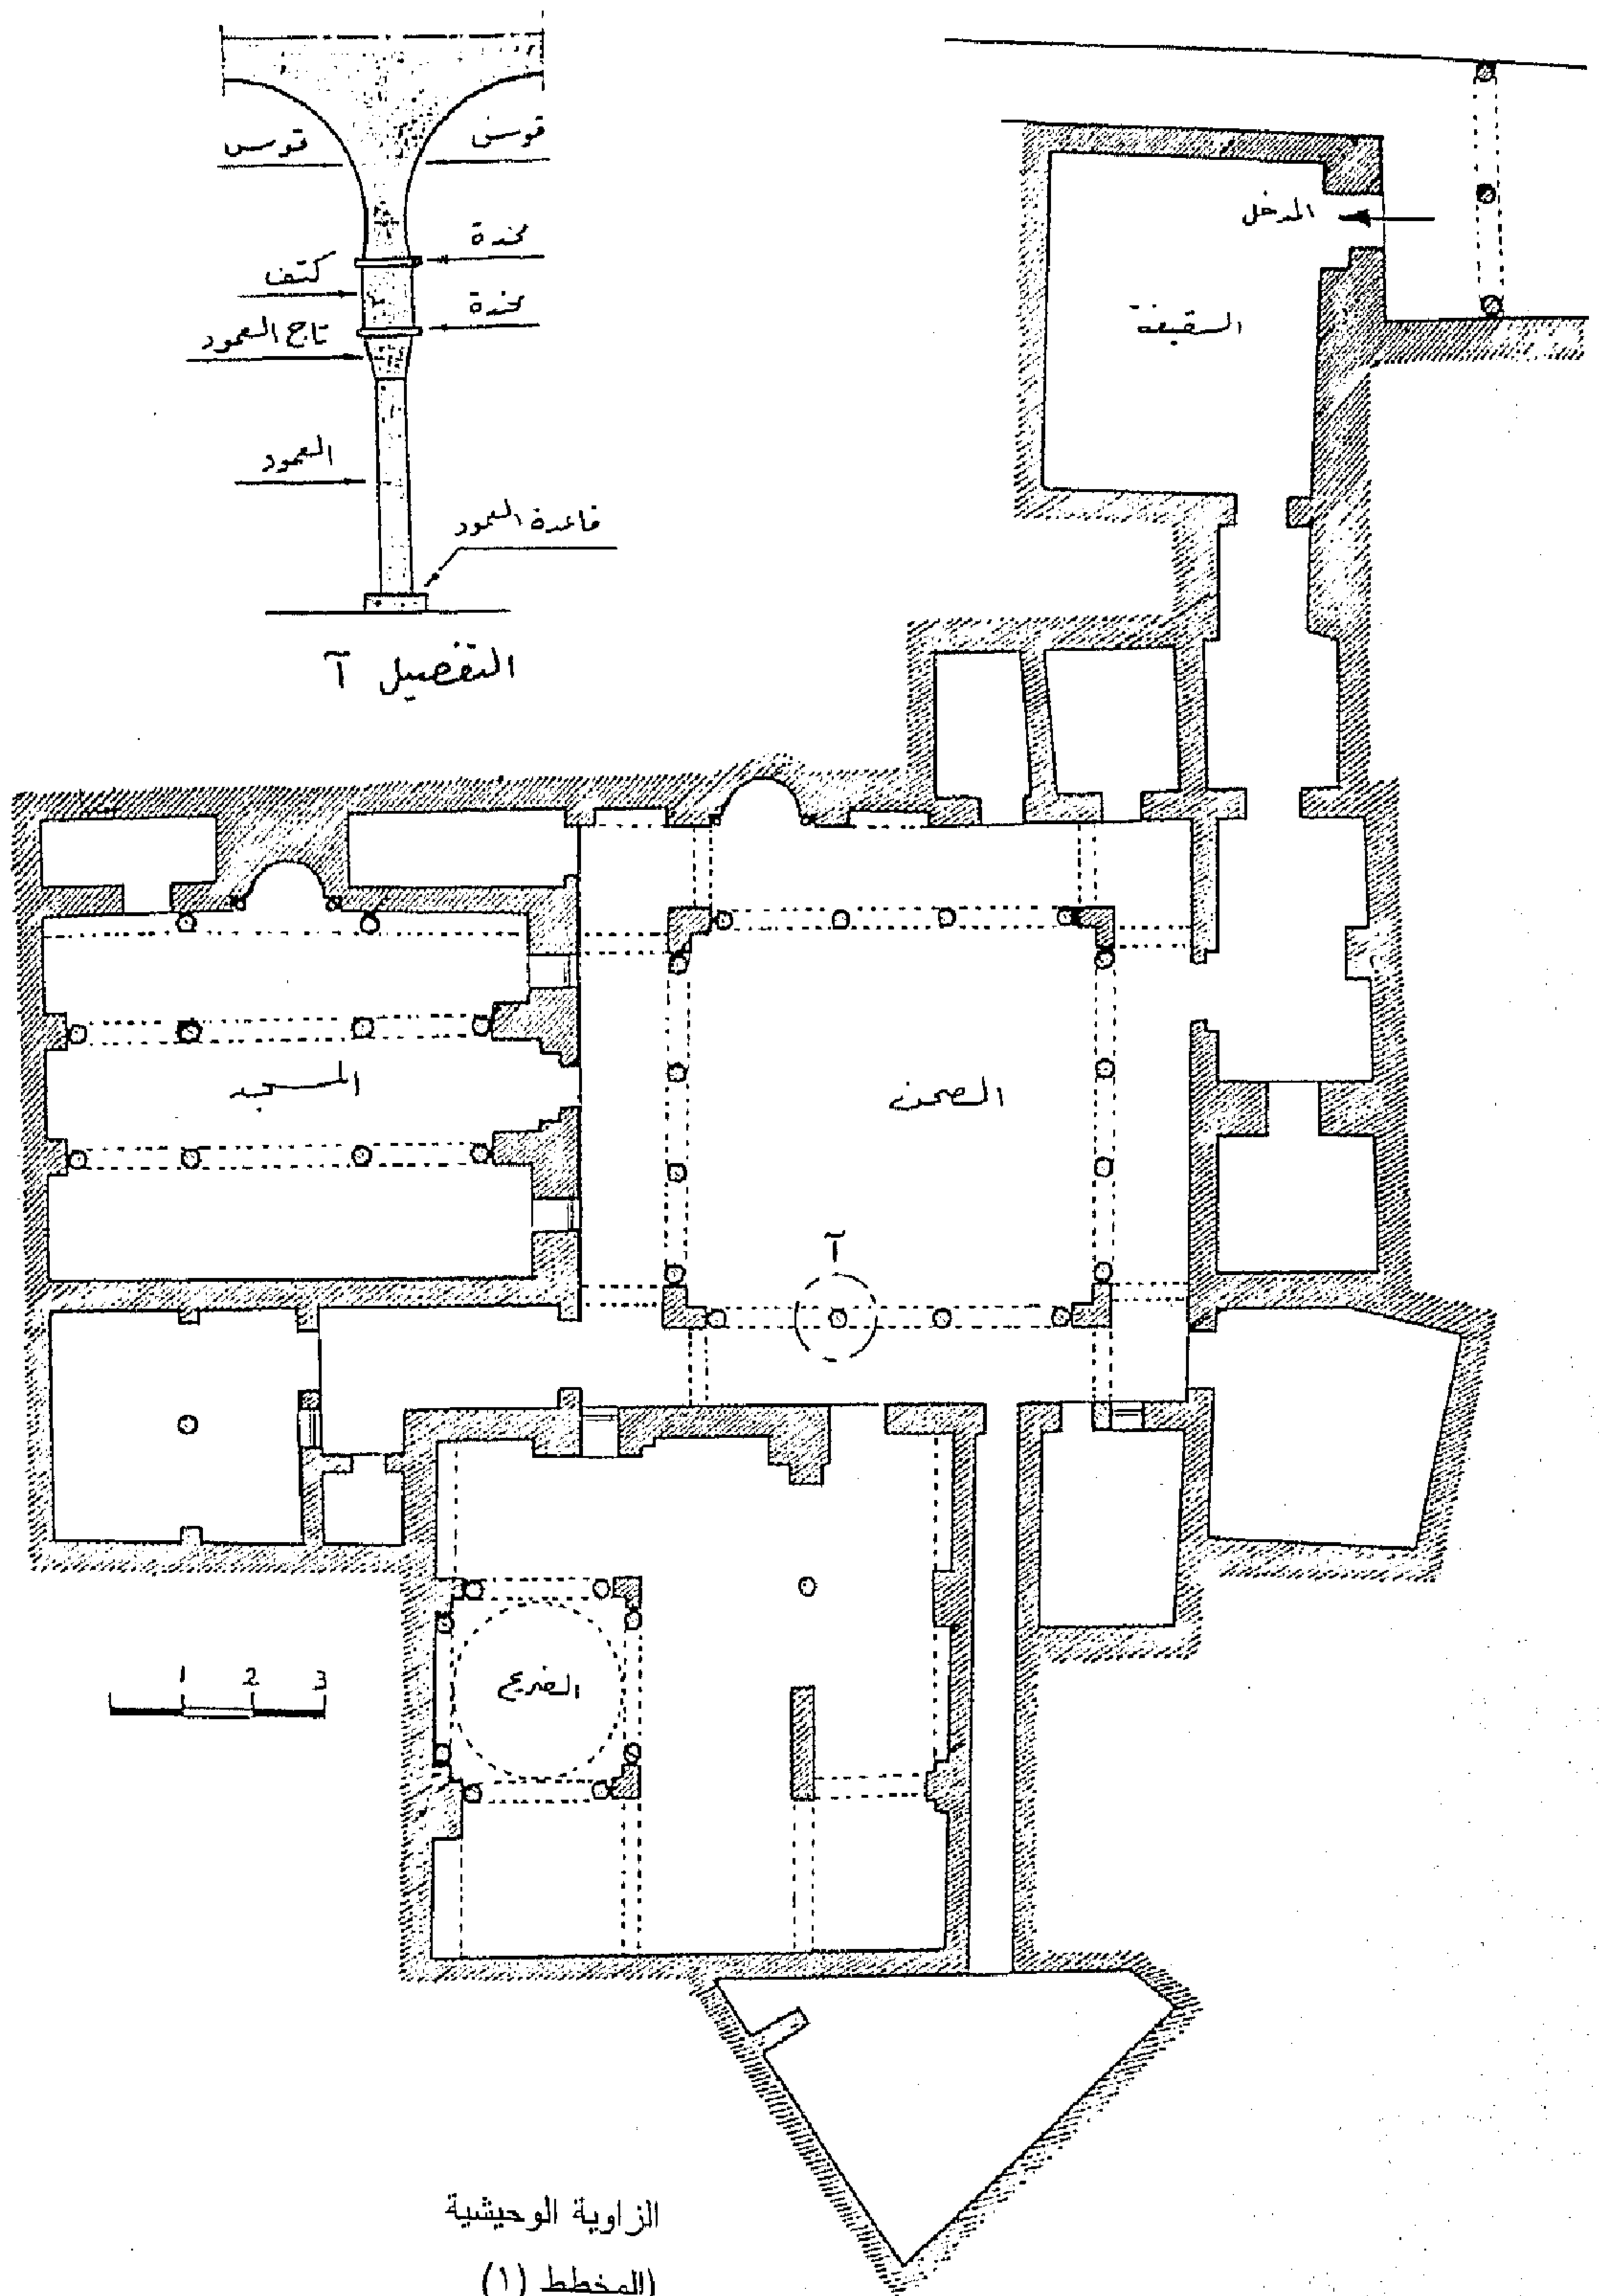 قوس
قوس
مخدة
كتف
مخدة
تاج العمود
العمود
قاعدة العمود
التفصيل آ
المدخل
السقيفة
المسجد
الصحن
آ
الضريح
1 2 3
الزاوية الوحيشية
(المخطط (١)